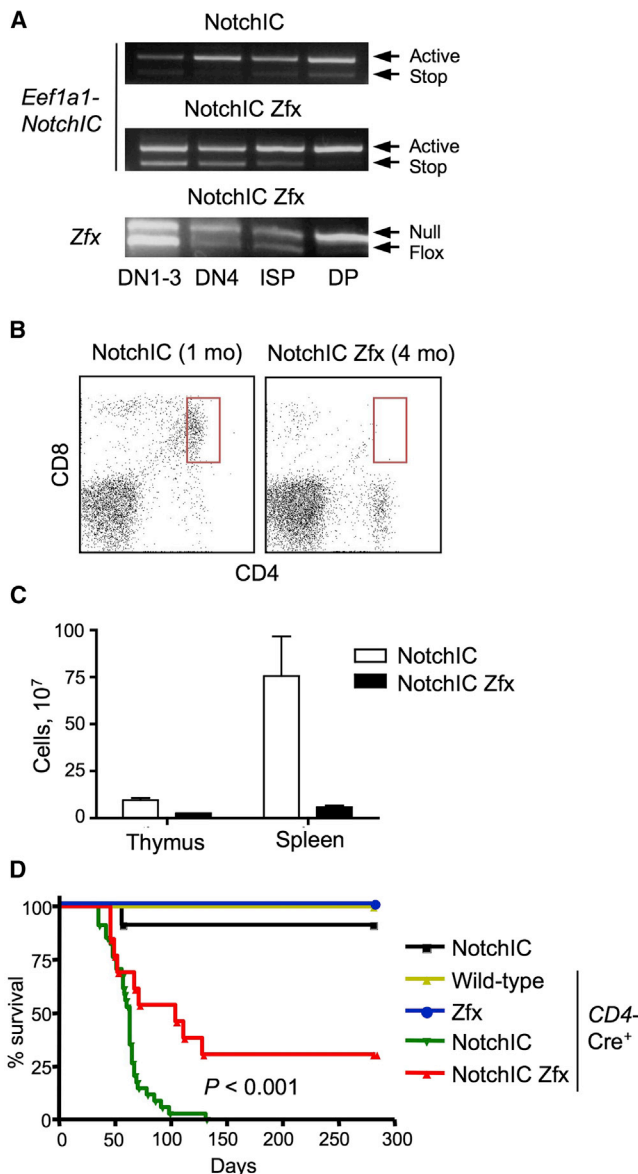 A
NotchIC
Active
Stop
Eef1a1-
NotchIC
NotchIC Zfx
Active
Stop
NotchIC Zfx
Zfx
Null
Flox
DN1-3 DN4 ISP DP
B
NotchIC (1 mo) NotchIC Zfx (4 mo)
CD8
CD4
C
Cells, 10⁷
100
75
50
25
0
NotchIC
NotchIC Zfx
Thymus Spleen
D
% survival
100
75
50
25
0
P < 0.001
0 50 100 150 200 250 300
Days
NotchIC
Wild-type
Zfx
NotchIC
NotchIC Zfx
CD4-
Cre⁺